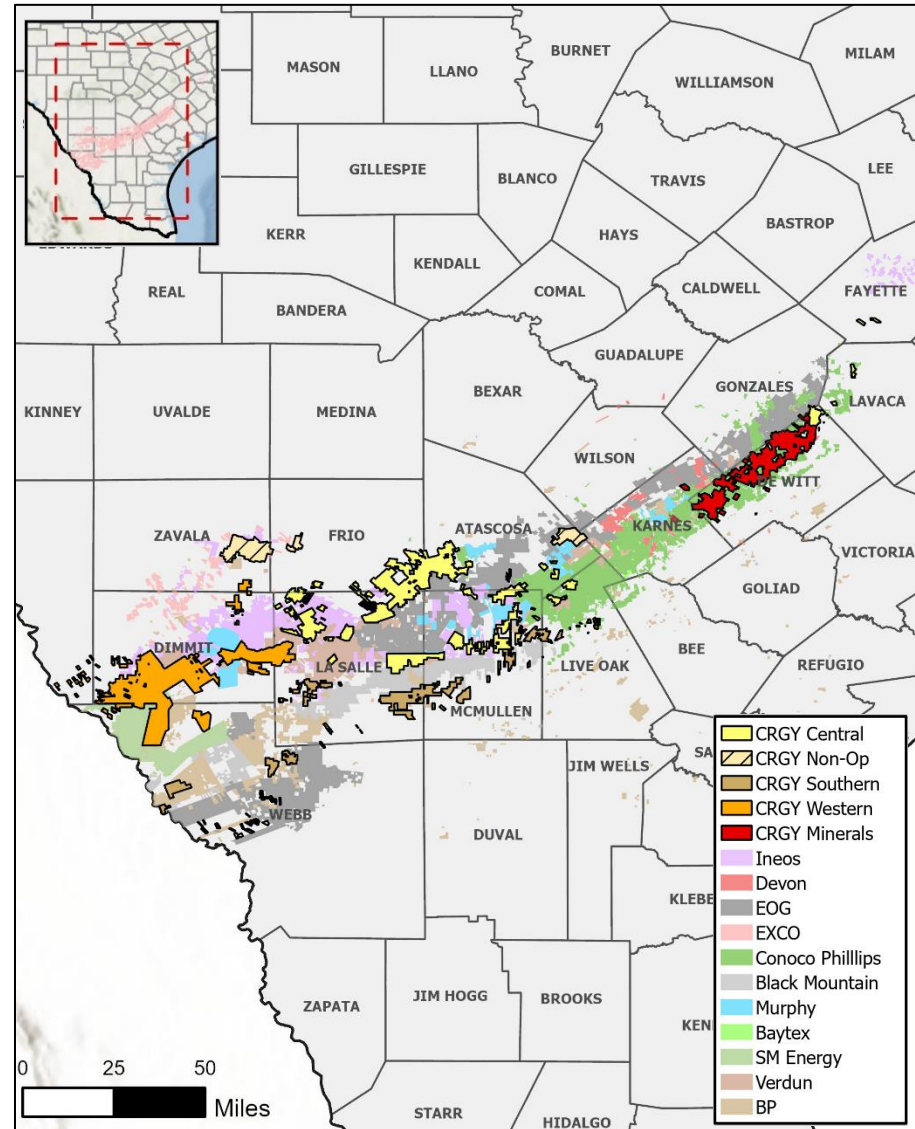 BURNET
MILAM
MASON
LLANO
WILLIAMSON
GILLESPIE
BLANCO
TRAVIS
LEE
BASTROP
KERR
HAYS
KENDALL
REAL
COMAL
CALDWELL
FAYETTE
BANDERA
GUADALUPE
BEXAR
GONZALES
KINNEY
UVALDE
MEDINA
LAVACA
WILSON
DE WITT
ZAVALA
FRIO
ATASCOSA
KARNES
VICTORIA
GOLIAD
DIMMIT
BEE
LA SALLE
LIVE OAK
REFUGIO
MCMULLEN
SA
JIM WELLS
WEBB
DUVAL
KLEBE
ZAPATA
JIM HOGG
BROOKS
KEN
STARR
HIDALGO
CRGY Central
CRGY Non-Op
CRGY Southern
CRGY Western
CRGY Minerals
Ineos
Devon
EOG
EXCO
Conoco Philllips
Black Mountain
Murphy
Baytex
SM Energy
Verdun
BP
0 25 50
Miles